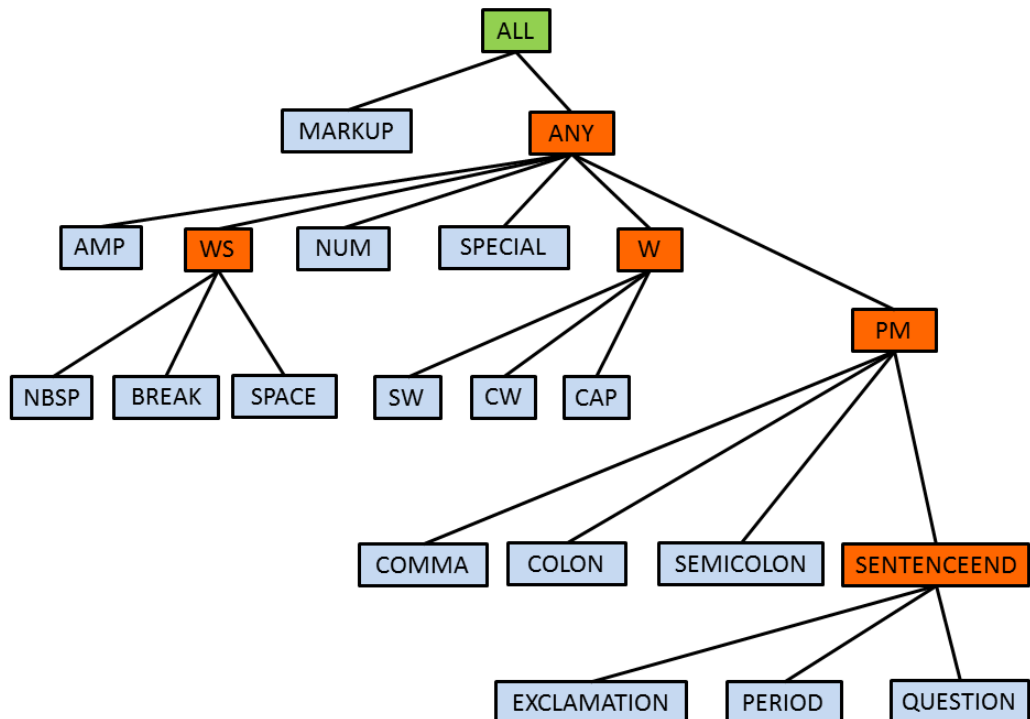 ALL
MARKUP
ANY
AMP
WS
NUM
SPECIAL
W
PM
NBSP
BREAK
SPACE
SW
CW
CAP
COMMA
COLON
SEMICOLON
SENTENCEEND
EXCLAMATION
PERIOD
QUESTION